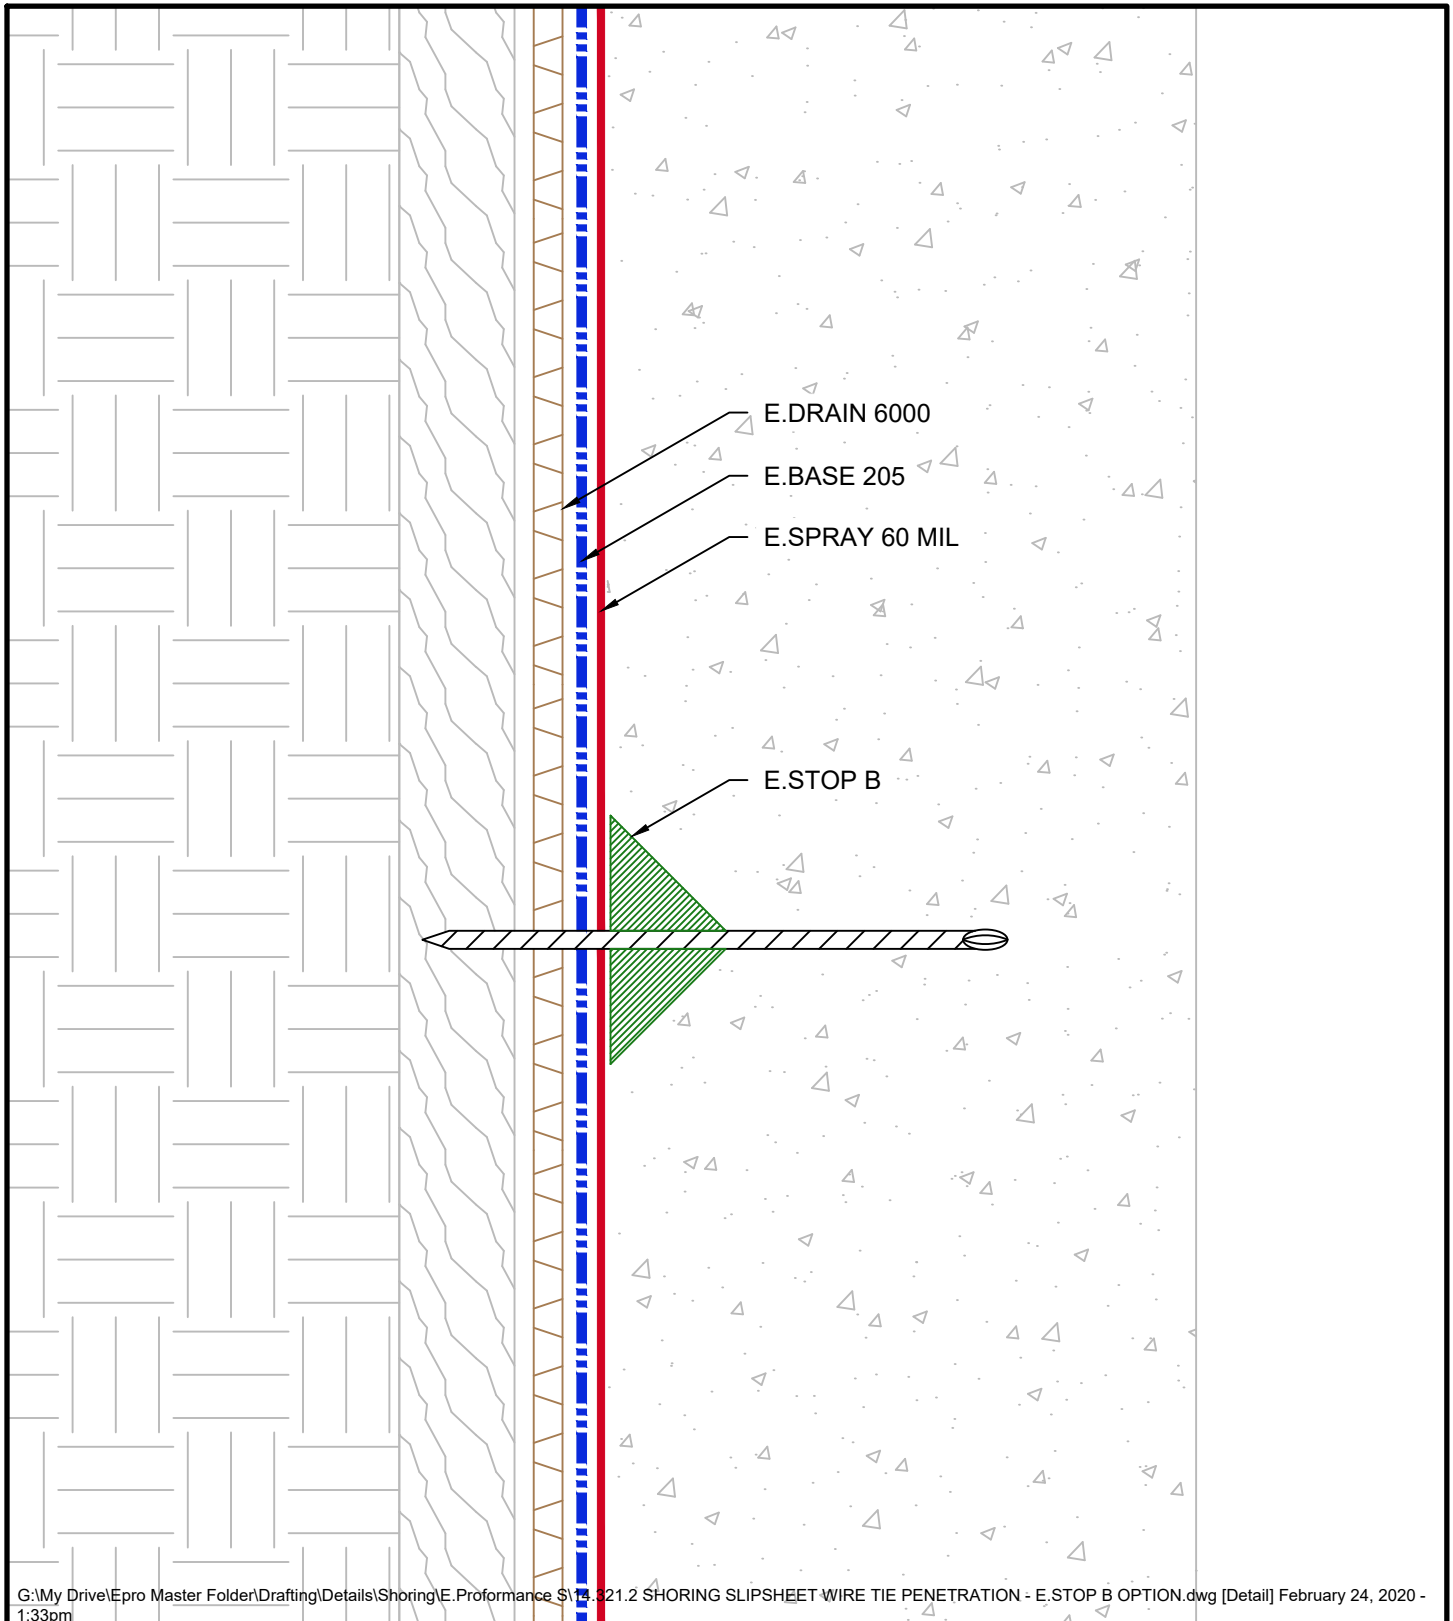 E.DRAIN 6000
E.BASE 205
E.SPRAY 60 MIL
E.STOP B
G:\My Drive\Epro Master Folder\Drafting\Details\Shoring\E.Proformance S\14.321.2 SHORING SLIPSHEET WIRE TIE PENETRATION - E.STOP B OPTION.dwg [Detail] February 24, 2020 -
1:33pm